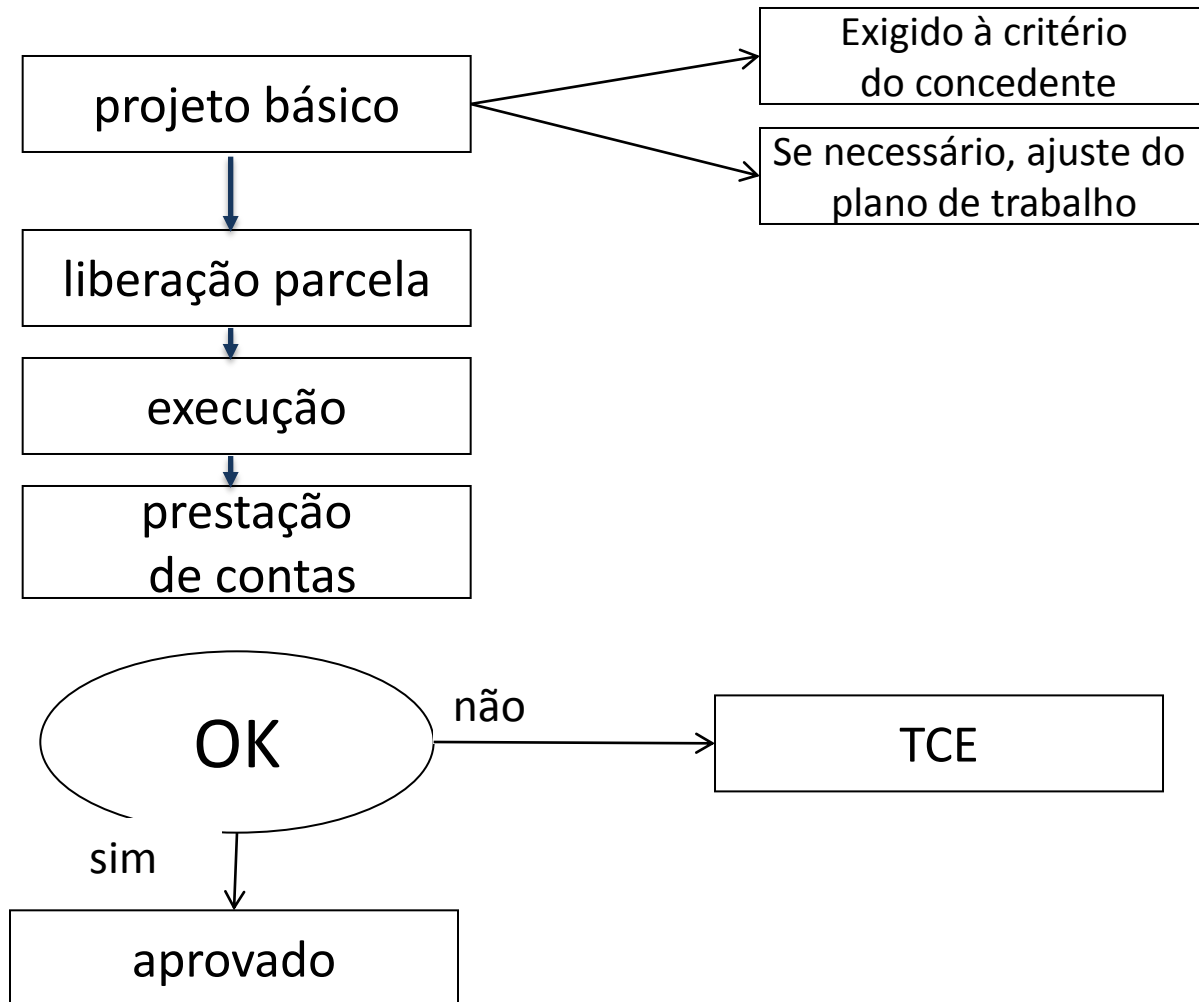 projeto básico
Exigido à critério
do concedente
Se necessário, ajuste do
plano de trabalho
liberação parcela
execução
prestação
de contas
OK
não
TCE
sim
aprovado